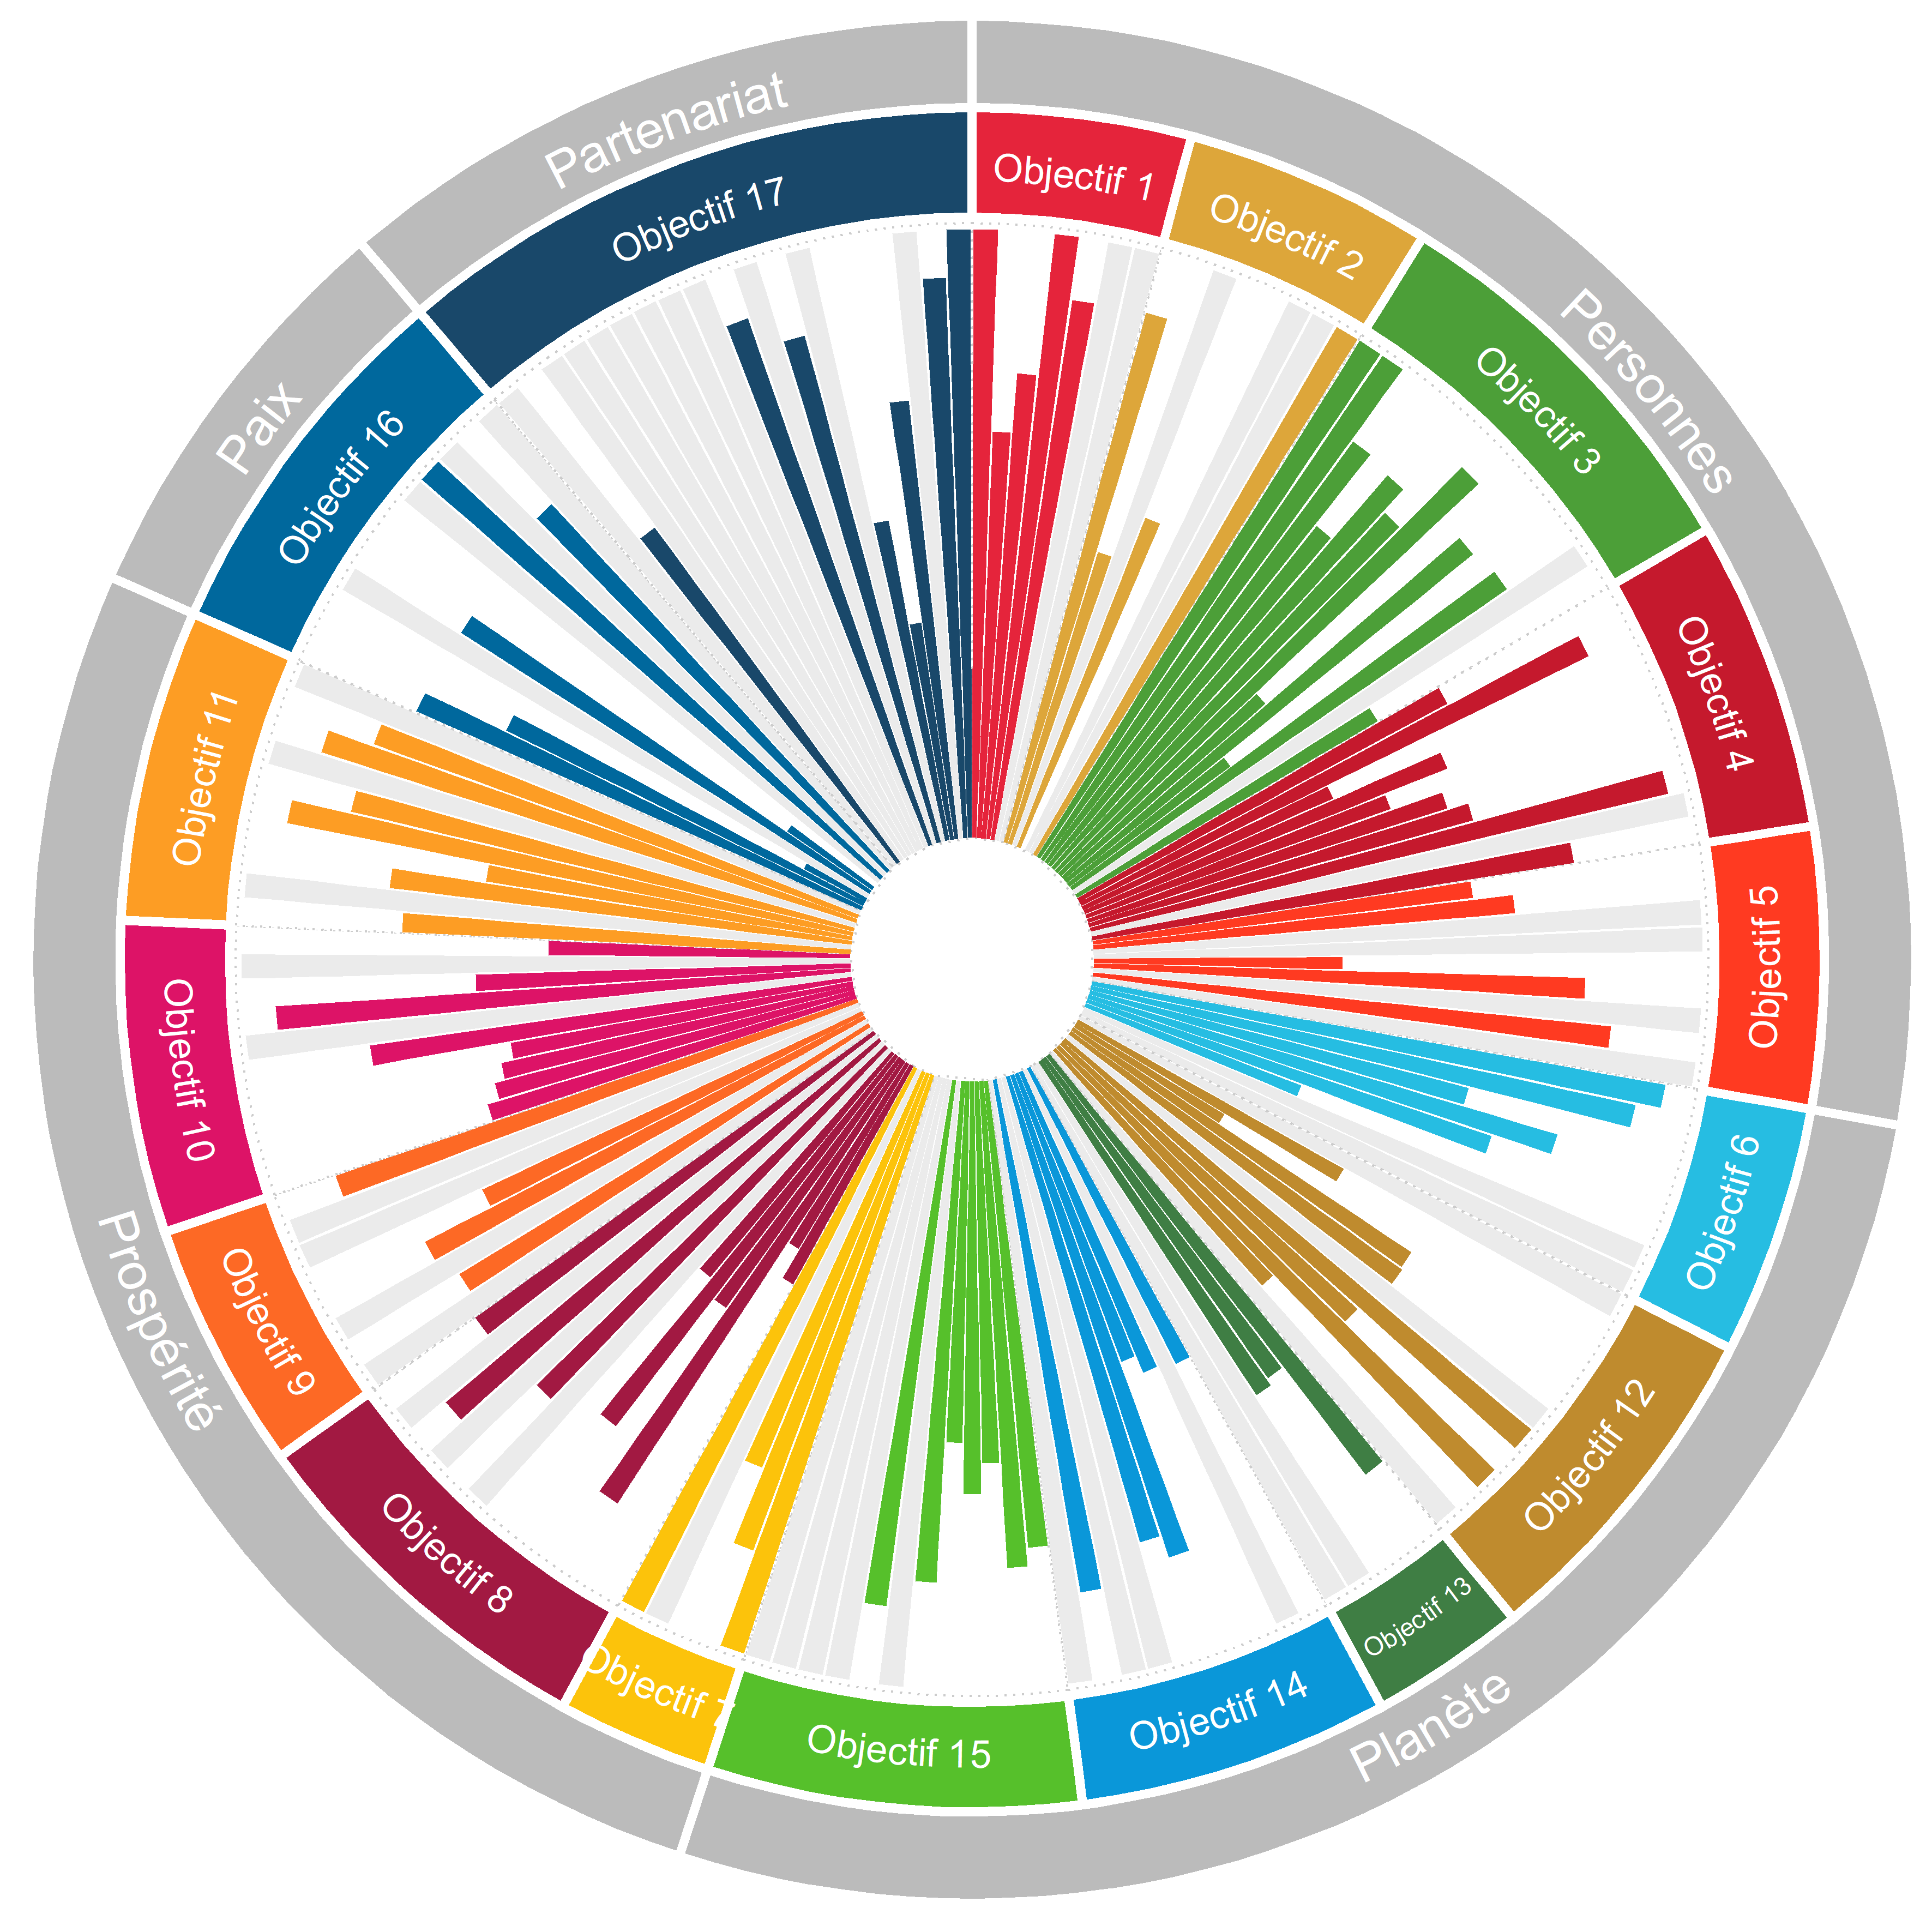 Personnes
Objectif 1
Objectif 2
Objectif 3
Objectif 4
Objectif 5
Planète
Objectif 6
Objectif 12
Objectif 13
Objectif 14
Objectif 15
Prospérité
Objectif 7
Objectif 8
Objectif 9
Objectif 10
Objectif 11
Paix
Objectif 16
Partenariat
Objectif 17